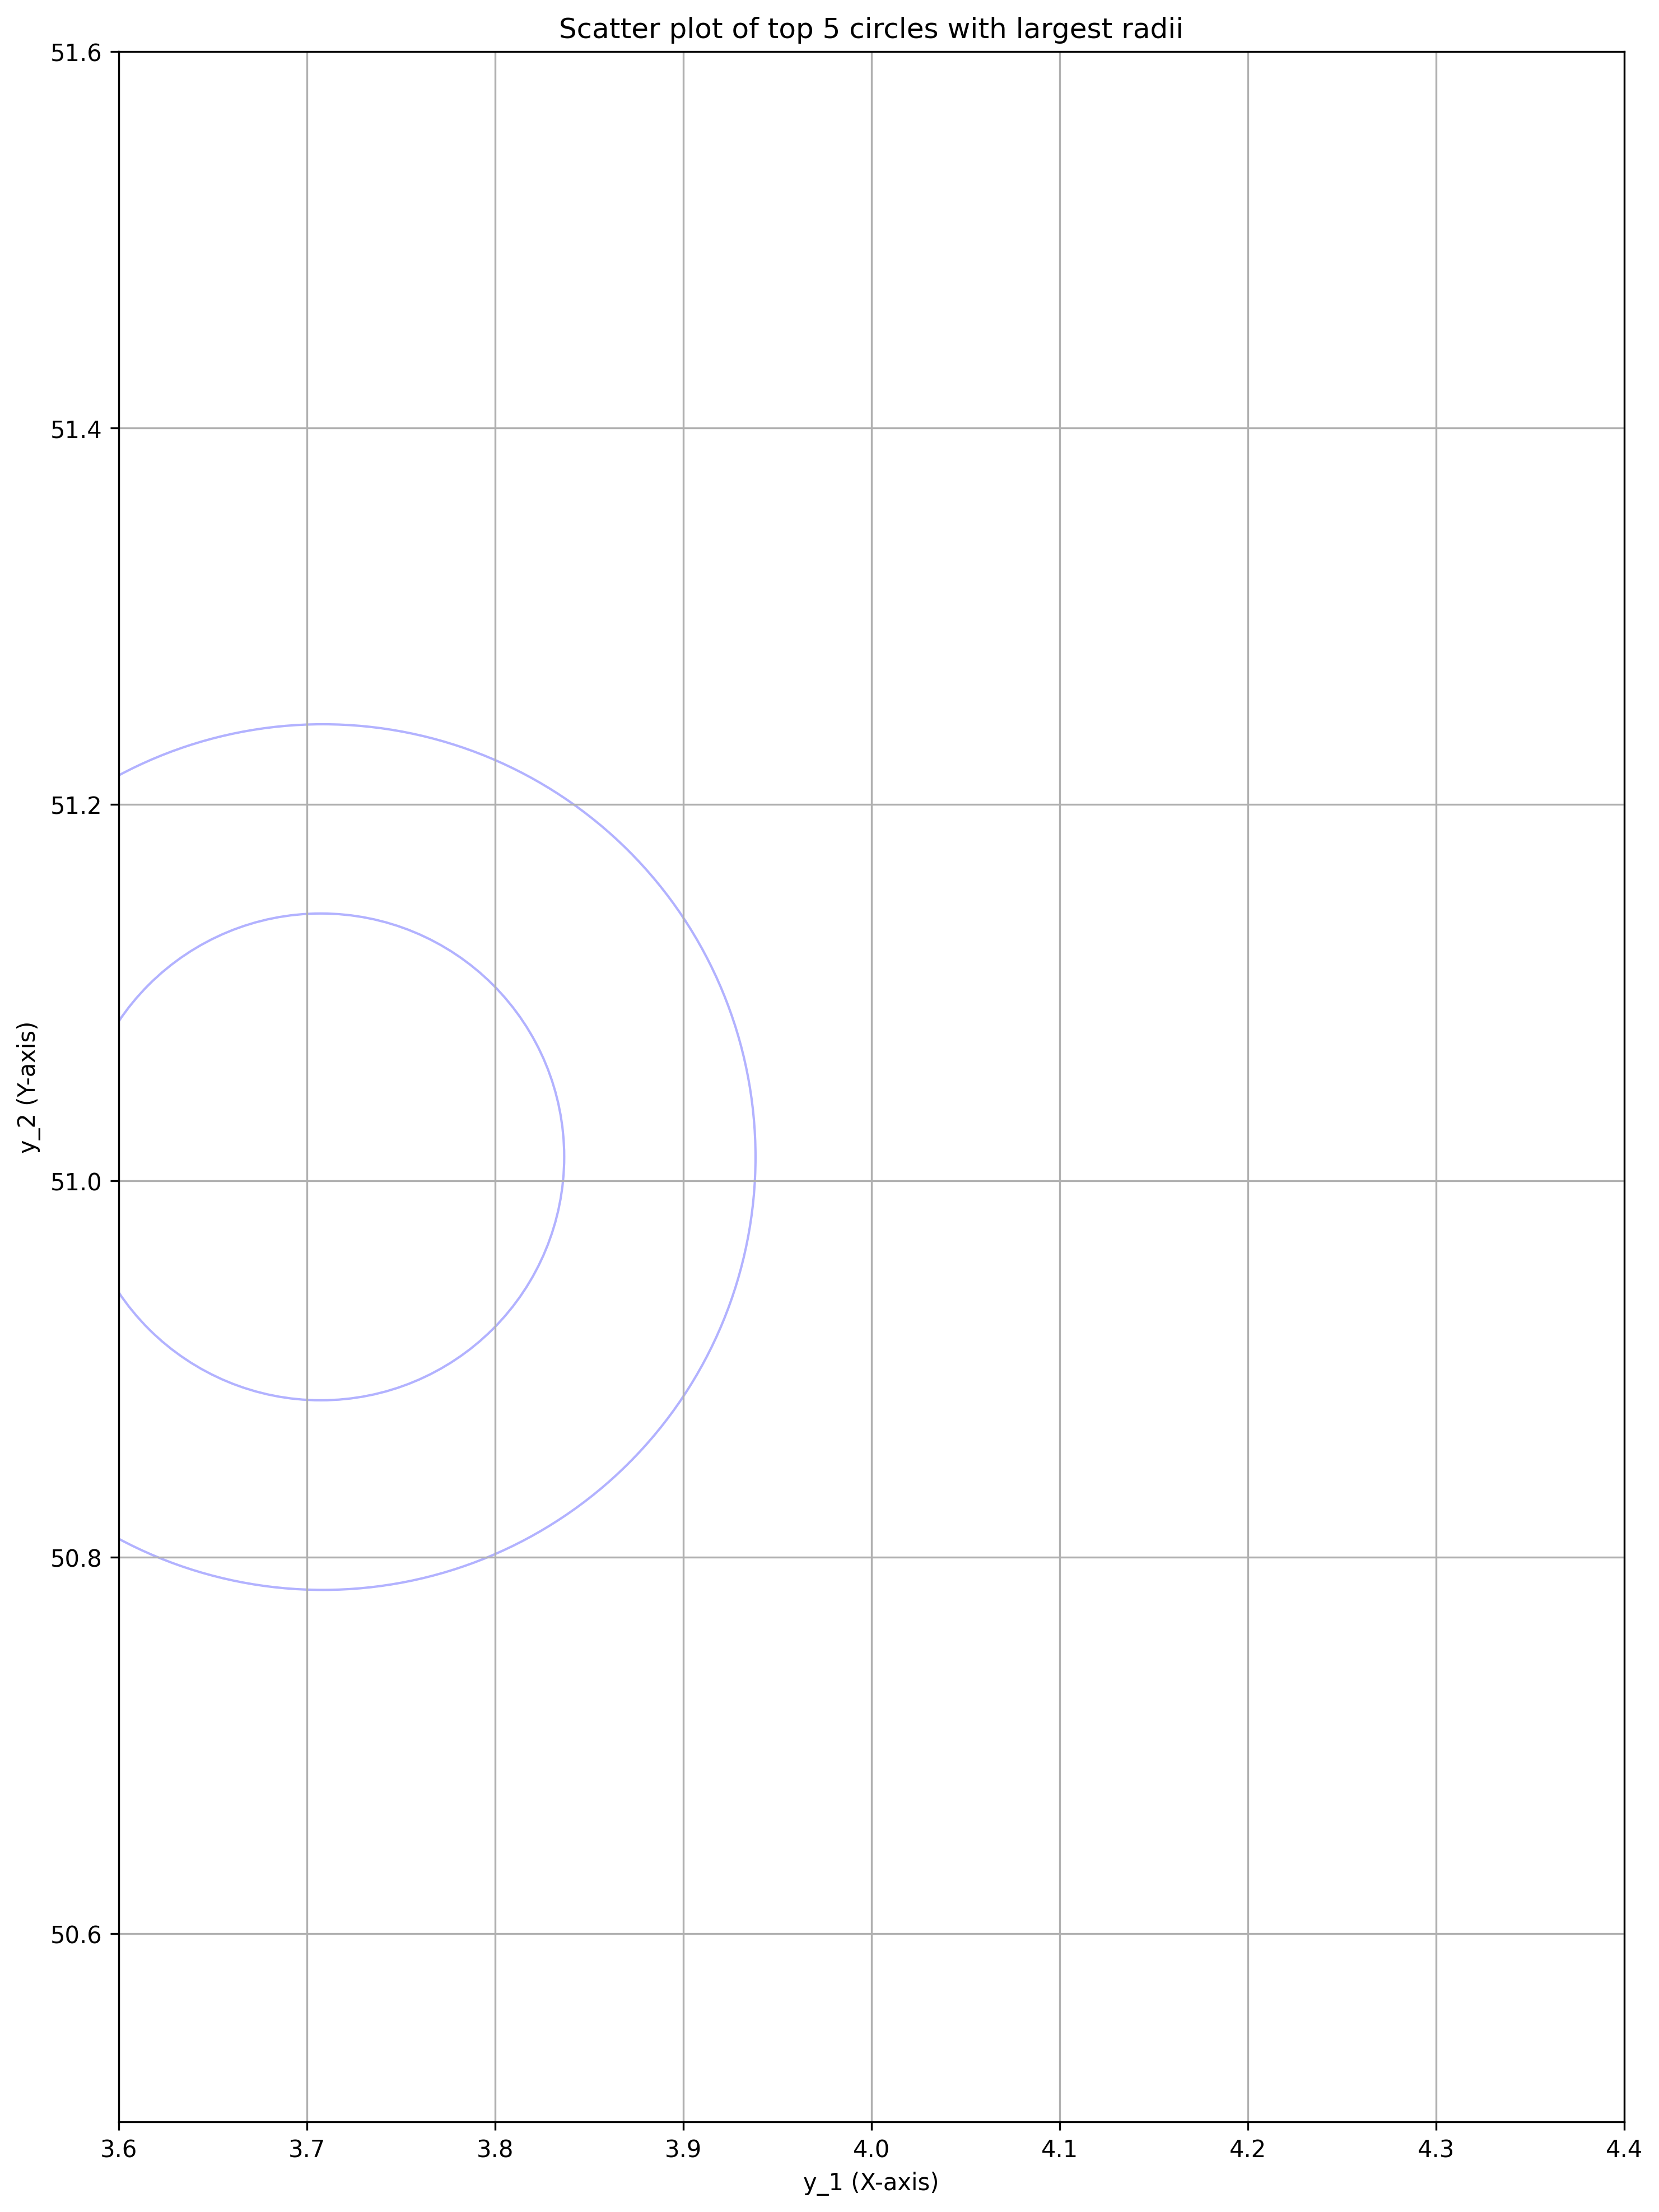 Scatter plot of top 5 circles with largest radii
51.6
51.4
51.2
51.0
50.8
50.6
y_2 (Y-axis)
3.6 3.7 3.8 3.9 4.0 4.1 4.2 4.3 4.4
y_1 (X-axis)